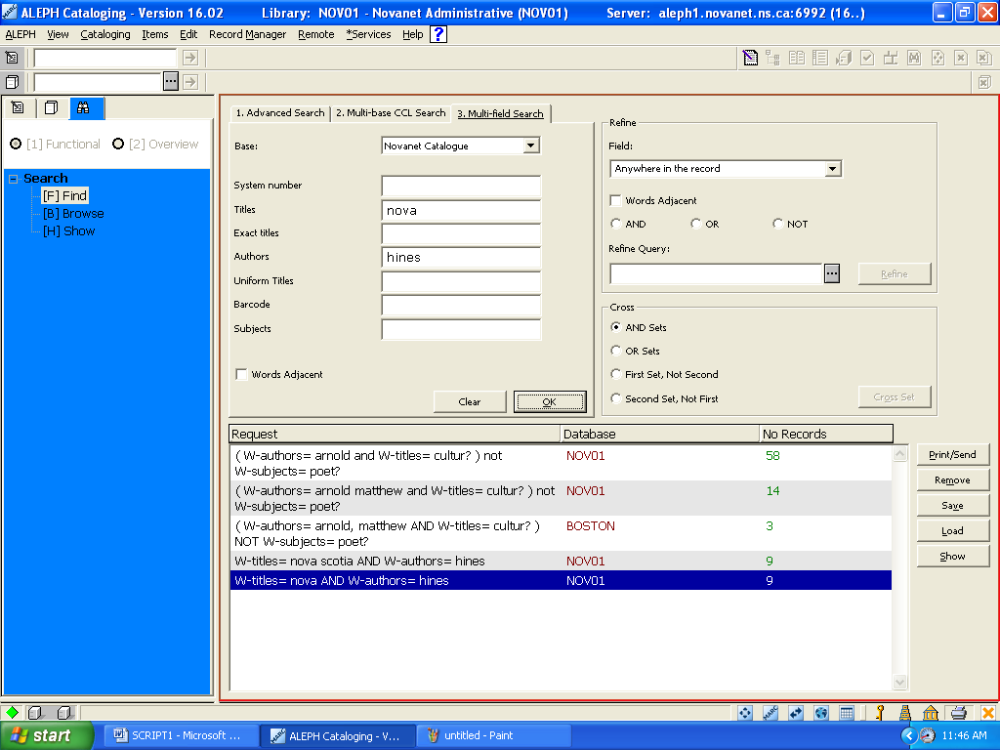 ALEPH Cataloging - Version 16.02 Library: NOV01 - Novanet Administrative (NOV01) Server: aleph1.novanet.ns.ca:6992 (16..)
ALEPH View Cataloging Items Edit Record Manager Remote *Services Help ?
1. Advanced Search 2. Multi-base CCL Search 3. Multi-field Search
[1] Functional [2] Overview
Search
[F] Find
[B] Browse
[H] Show
Base: Novanet Catalogue
System number
Titles nova
Exact titles
Authors hines
Uniform Titles
Barcode
Subjects
Words Adjacent
Clear OK
Refine
Field:
Anywhere in the record
Words Adjacent
AND OR NOT
Refine Query:
... Refine
Cross
AND Sets
OR Sets
First Set, Not Second
Second Set, Not First Cross Set
Request Database No Records
( W-authors= arnold and W-titles= cultur? ) not NOV01 58
W-subjects= poet?
( W-authors= arnold matthew and W-titles= cultur? ) not NOV01 14
W-subjects= poet?
( W-authors= arnold, matthew AND W-titles= cultur? ) BOSTON 3
NOT W-subjects= poet?
W-titles= nova scotia AND W-authors= hines NOV01 9
W-titles= nova AND W-authors= hines NOV01 9
Print/Send
Remove
Save
Load
Show
start SCRIPT1 - Microsoft ... ALEPH Cataloging - V... untitled - Paint 11:46 AM